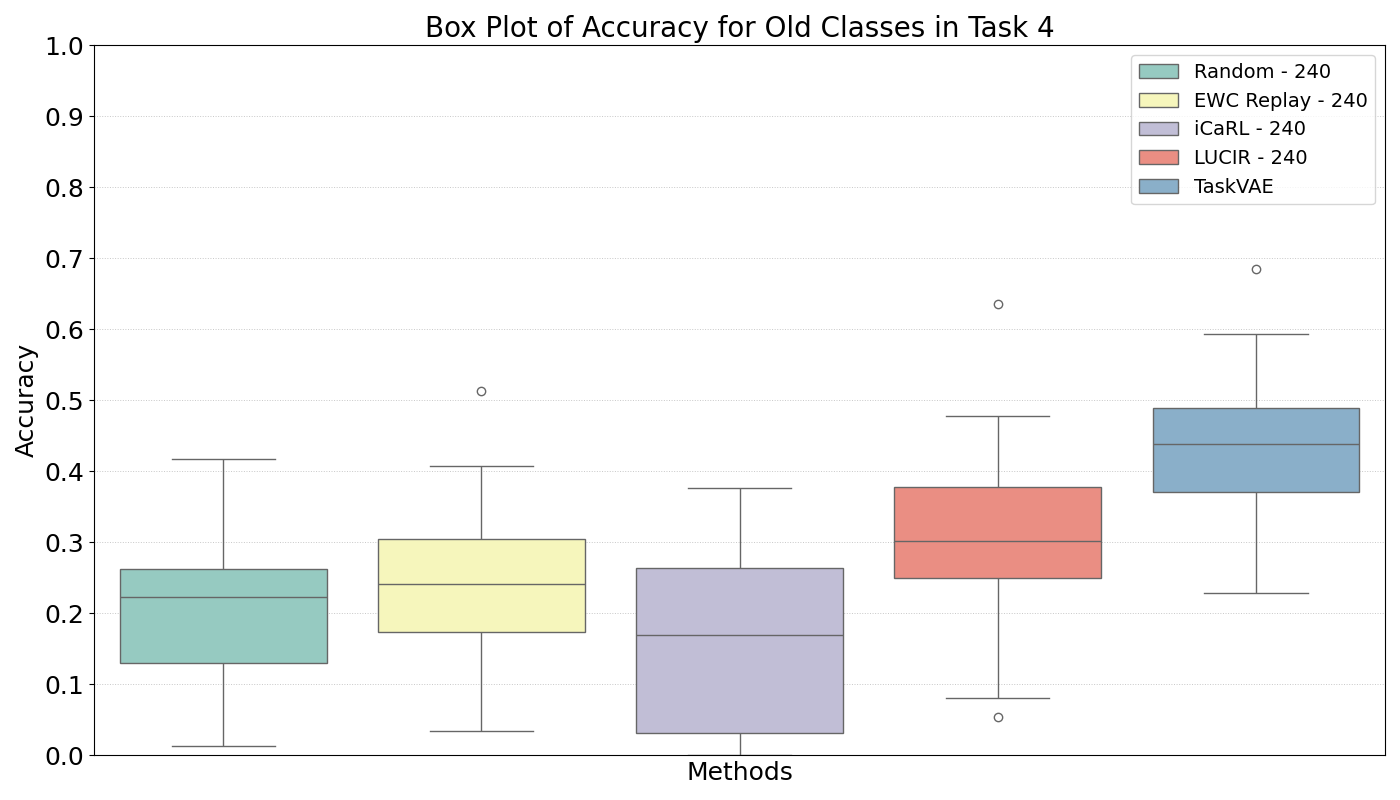 Box Plot of Accuracy for Old Classes in Task 4
1.0
0.9
0.8
0.7
0.6
0.5
0.4
0.3
0.2
0.1
0.0
Accuracy
Methods
Random - 240
EWC Replay - 240
iCaRL - 240
LUCIR - 240
TaskVAE